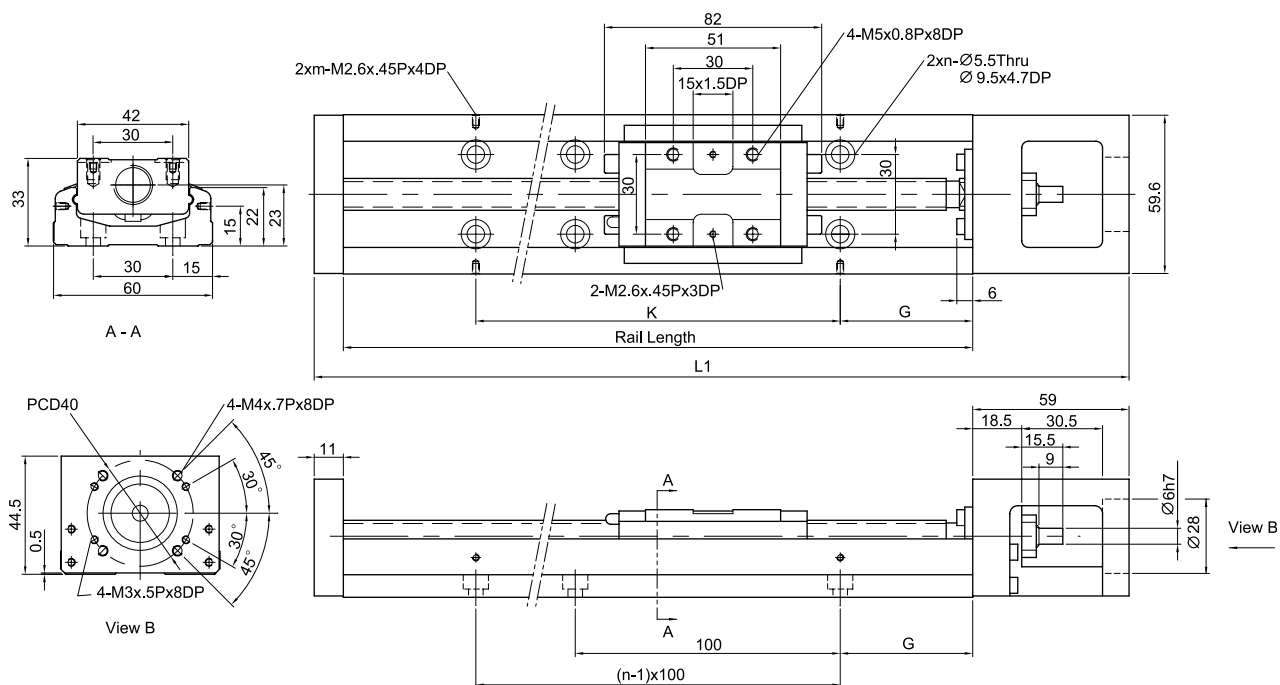 82
51
30
15x1.5DP
4-M5x0.8Px8DP
2xn-Ø5.5Thru
Ø 9.5x4.7DP
2xm-M2.6x.45Px4DP
42
30
33
15
22
23
30
15
60
A - A
30
30
59.6
2-M2.6x.45Px3DP
6
K
G
Rail Length
L1
PCD40
4-M4x.7Px8DP
45°
30°
30°
45°
44.5
0.5
4-M3x.5Px8DP
View B
11
A
A
59
18.5
30.5
15.5
9
Ø6h7
Ø28
View B
100
G
(n-1)x100